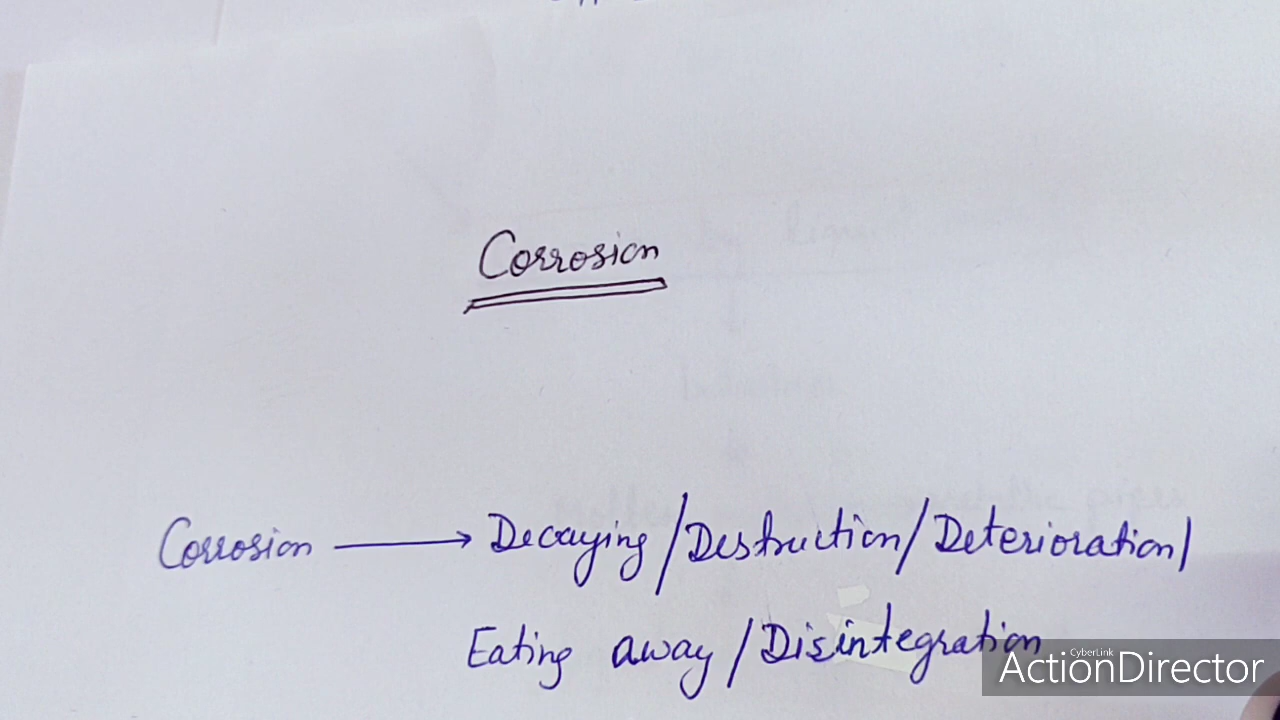 Corrosion
Corrosion → Decaying/Destruction/Deterioration/
Eating away/Disintegration
CyberLink
ActionDirector